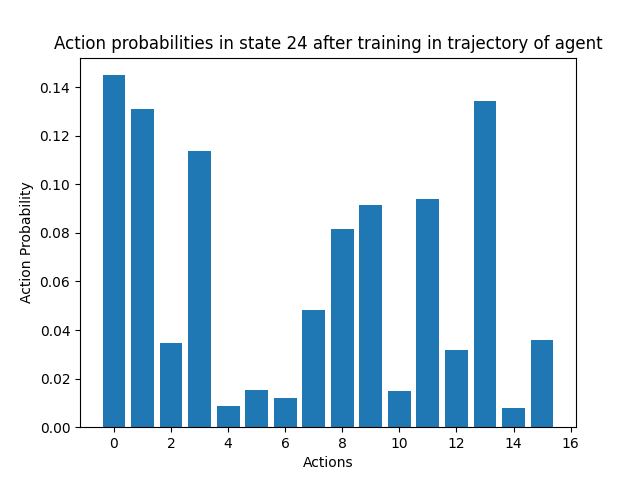 Action probabilities in state 24 after training in trajectory of agent
0.14
0.12
0.10
0.08
0.06
0.04
0.02
0.00
Action Probability
0 2 4 6 8 10 12 14 16
Actions